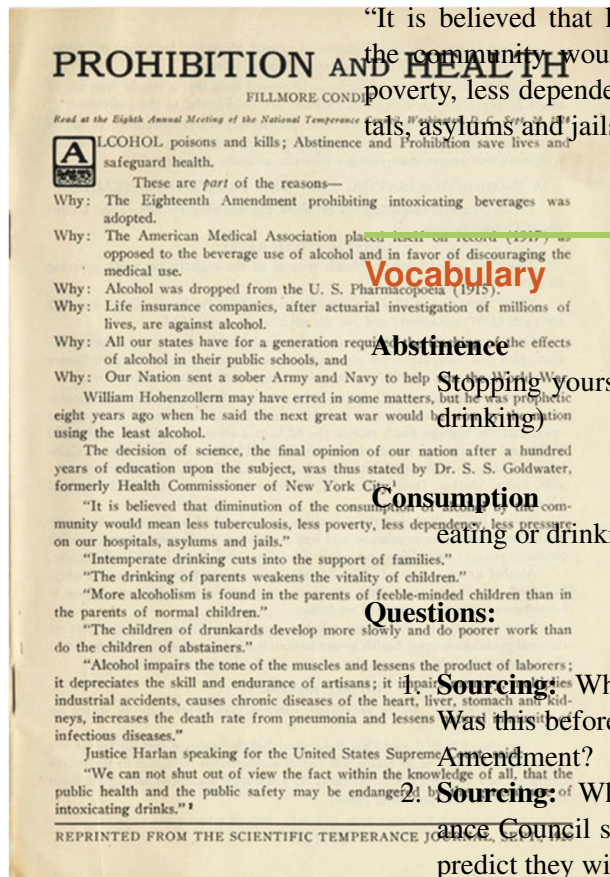 “It is believed that
PROHIBITION AND HEALTH
the community
FILLMORE CONDIT
poverty, less
Read at the Eighth Annual Meeting of the National Temperance
tals, asylums and jails
ALCOHOL poisons and kills; Abstinence and Prohibition save lives and
safeguard health.
These are part of the reasons—
Why: The Eighteenth Amendment prohibiting intoxicating beverages was
adopted.
Why: The American Medical Association placed itself on record (1917) as
opposed to the beverage use of alcohol and in favor of discouraging the
medical use.
Vocabulary
Why: Alcohol was dropped from the U. S. Pharmacopoeia (1915).
Why: Life insurance companies, after actuarial investigation of millions of
lives, are against alcohol.
Why: All our states have for a generation required the effects
of alcohol in their public schools, and
Abstinence
Why: Our Nation sent a sober Army and Navy to help
Stopping
drinking)
William Hohenzollern may have erred in some matters, but he was prophetic
eight years ago when he said the next great war would nation
using the least alcohol.
The decision of science, the final opinion of our nation after a hundred
years of education upon the subject, was thus stated by Dr. S. S. Goldwater,
formerly Health Commissioner of New York City.¹
Consumption
“It is believed that diminution of the consumption of alcohol by the com-
munity would mean less tuberculosis, less poverty, less dependency, less pressure
on our hospitals, asylums and jails.”
eating or
“Intemperate drinking cuts into the support of families.”
“The drinking of parents weakens the vitality of children.”
“More alcoholism is found in the parents of feeble-minded children than in
the parents of normal children.”
Questions:
“The children of drunkards develop more slowly and do poorer work than
do the children of abstainers.”
“Alcohol impairs the tone of the muscles and lessens the product of laborers;
it depreciates the skill and endurance of artisans; it
industrial accidents, causes chronic diseases of the heart, liver, stomach and kid-
neys, increases the death rate from pneumonia and lessens of
infectious diseases.”
1. Sourcing:
Was this before
Amendment?
Justice Harlan speaking for the United States Supreme Court said:
“We can not shut out of view the fact within the knowledge of all, that the
public health and the public safety may be endangered by the of
intoxicating drinks.”²
2. Sourcing:
ance Council
predict they
REPRINTED FROM THE SCIENTIFIC TEMPERANCE JOURNAL, SEPT.,